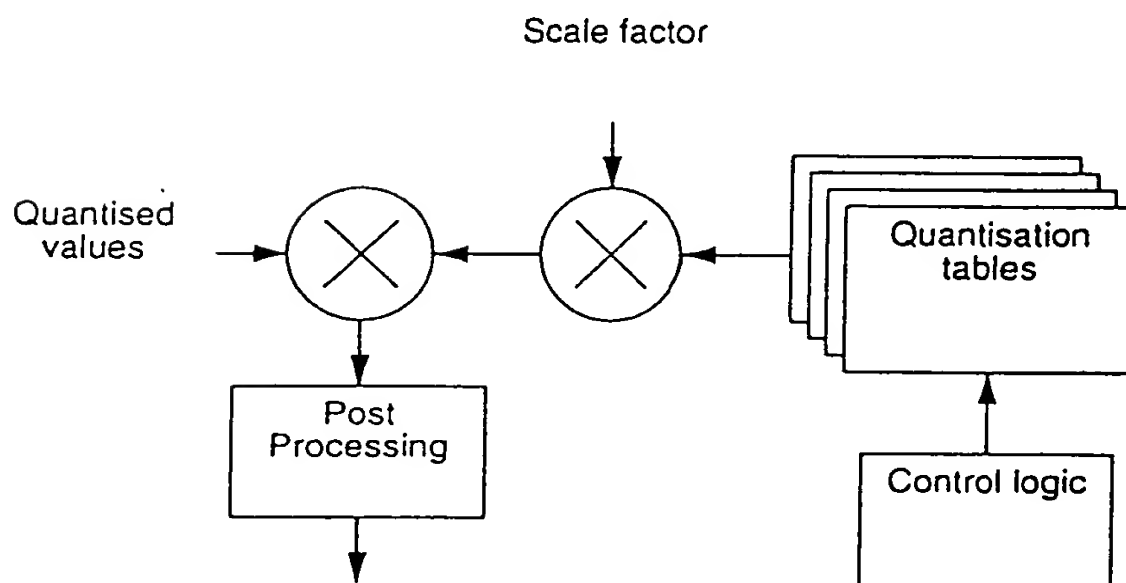 Scale factor
Quantised
values
Quantisation
tables
Post
Processing
Control logic